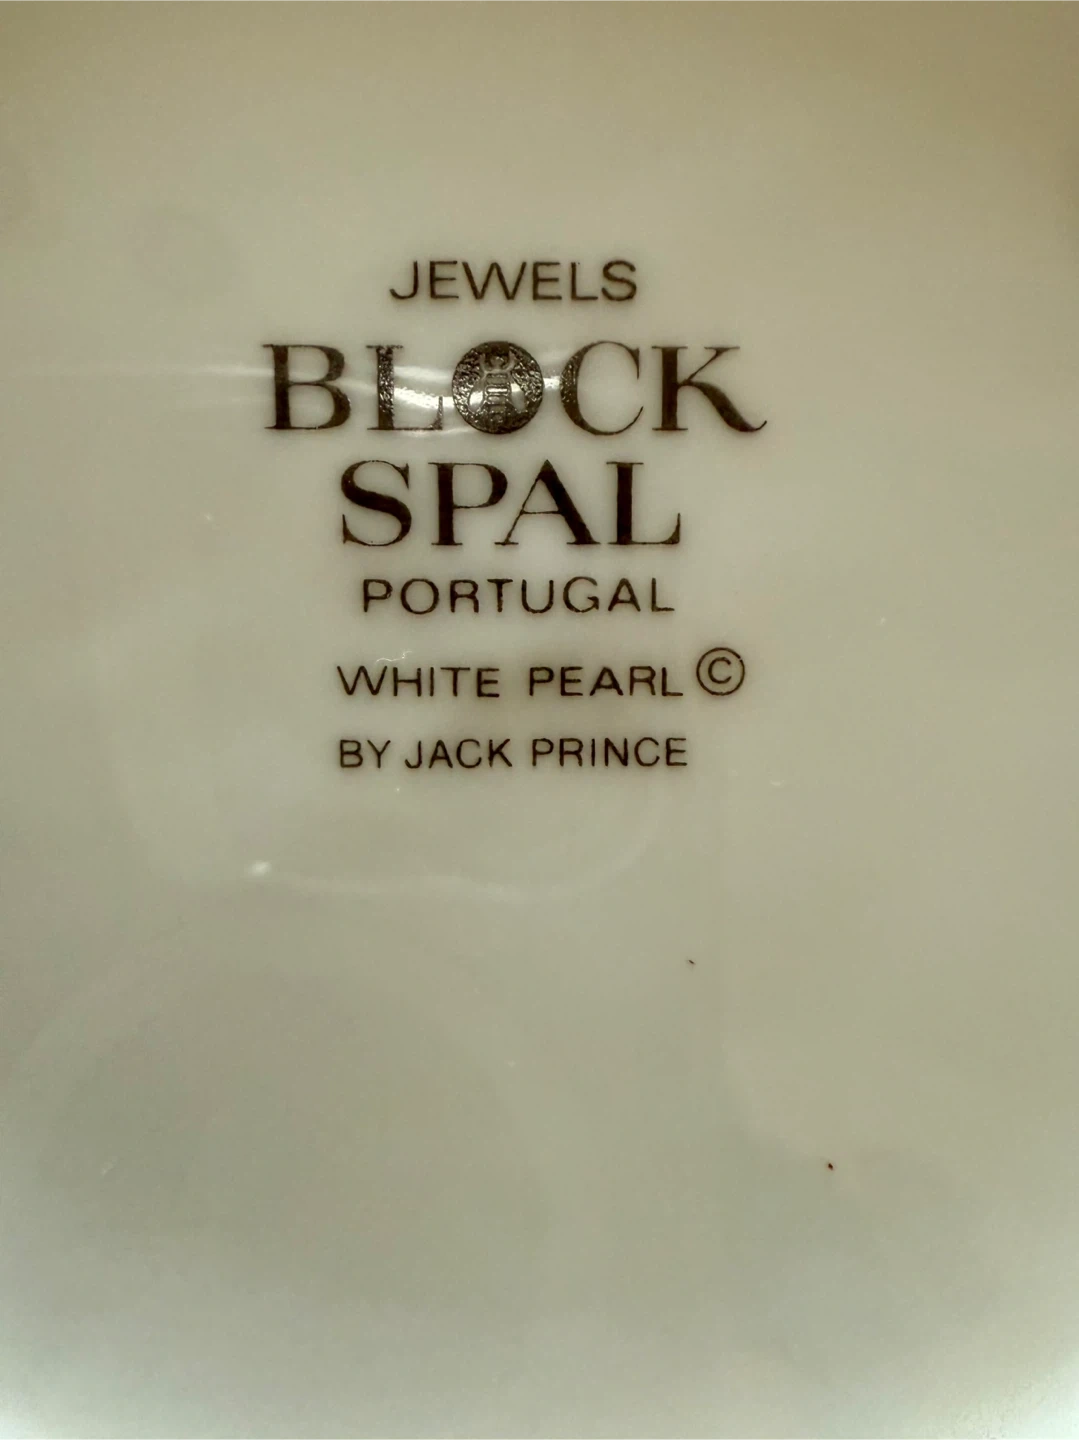 JEWELS
BLOCK
SPAL
PORTUGAL
WHITE PEARL ©
BY JACK PRINCE